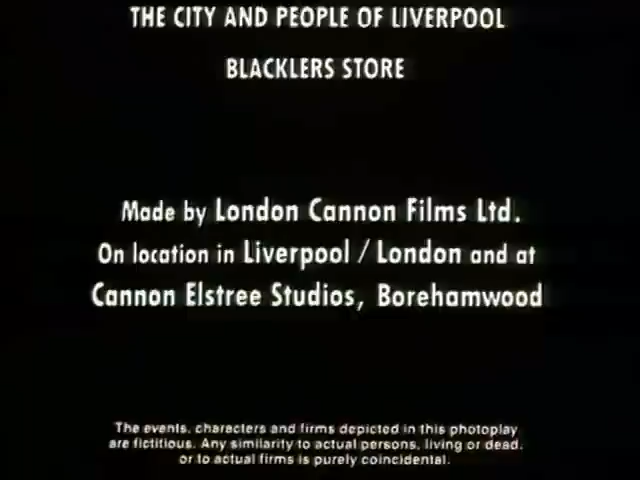 THE CITY AND PEOPLE OF LIVERPOOL
BLACKLERS STORE
Made by London Cannon Films Ltd.
On location in Liverpool / London and at
Cannon Elstree Studios, Borehamwood
The events, characters and firms depicted in this photoplay
are fictitious. Any similarity to actual persons, living or dead,
or to actual firms is purely coincidental.